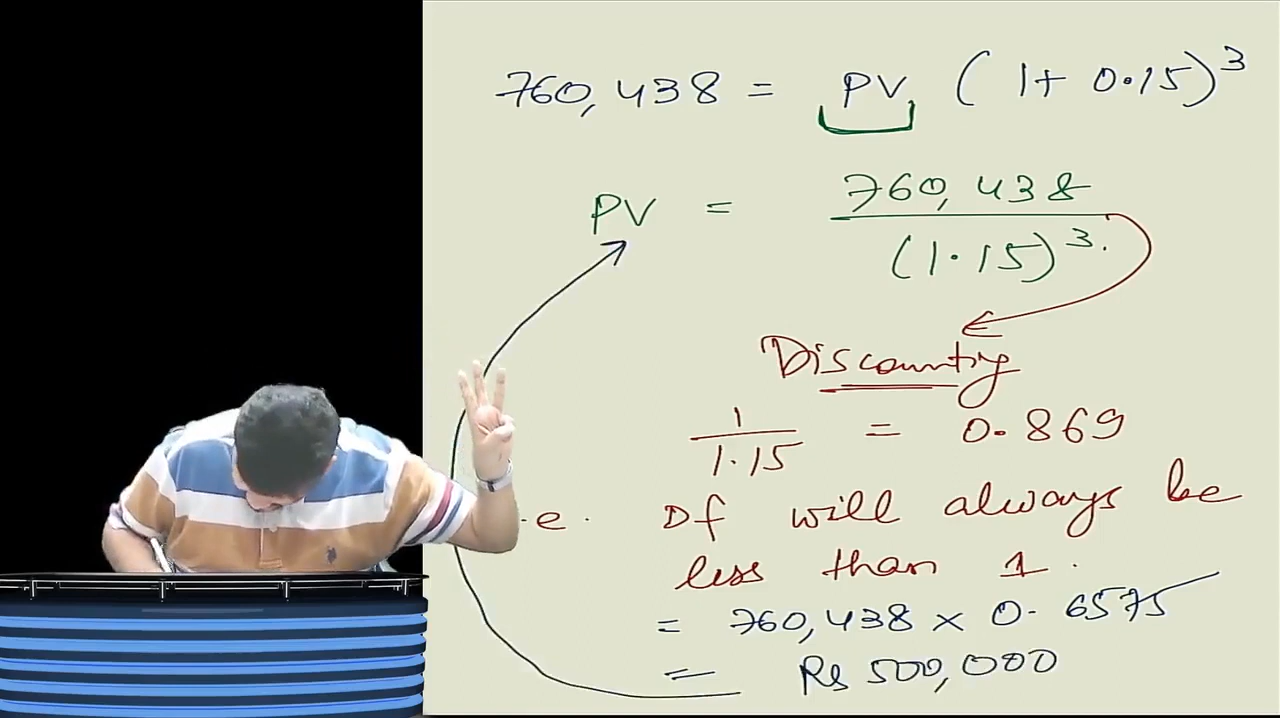 760,438 = PV (1+ 0.15)^3
PV = 760,438
(1.15)^3.
Discounting
1
1.15 = 0.869
.e. Df will always be
less than 1.
= 760,438 × 0.6575
= Rs 500,000